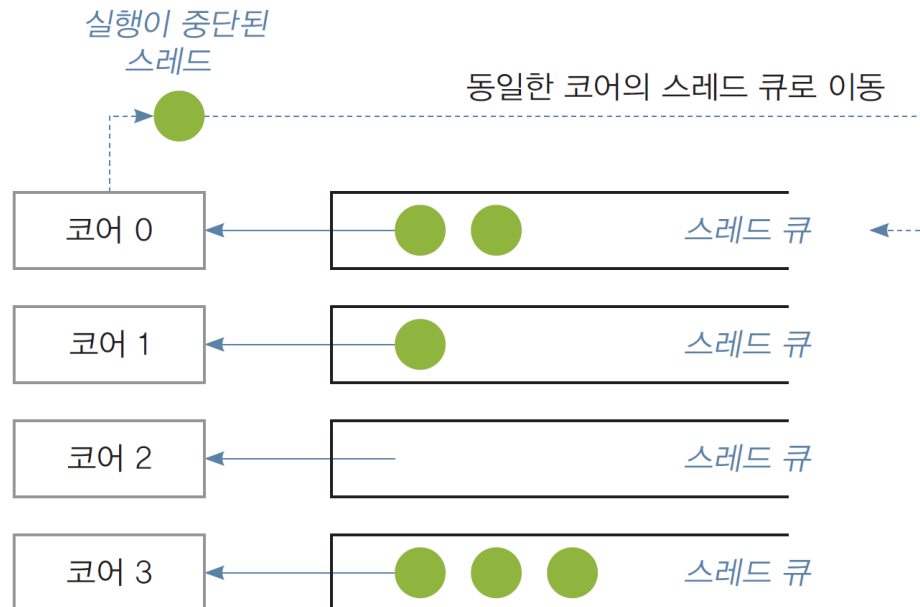 실행이 중단된
스레드
동일한 코어의 스레드 큐로 이동
코어 0
스레드 큐
코어 1
스레드 큐
코어 2
스레드 큐
코어 3
스레드 큐